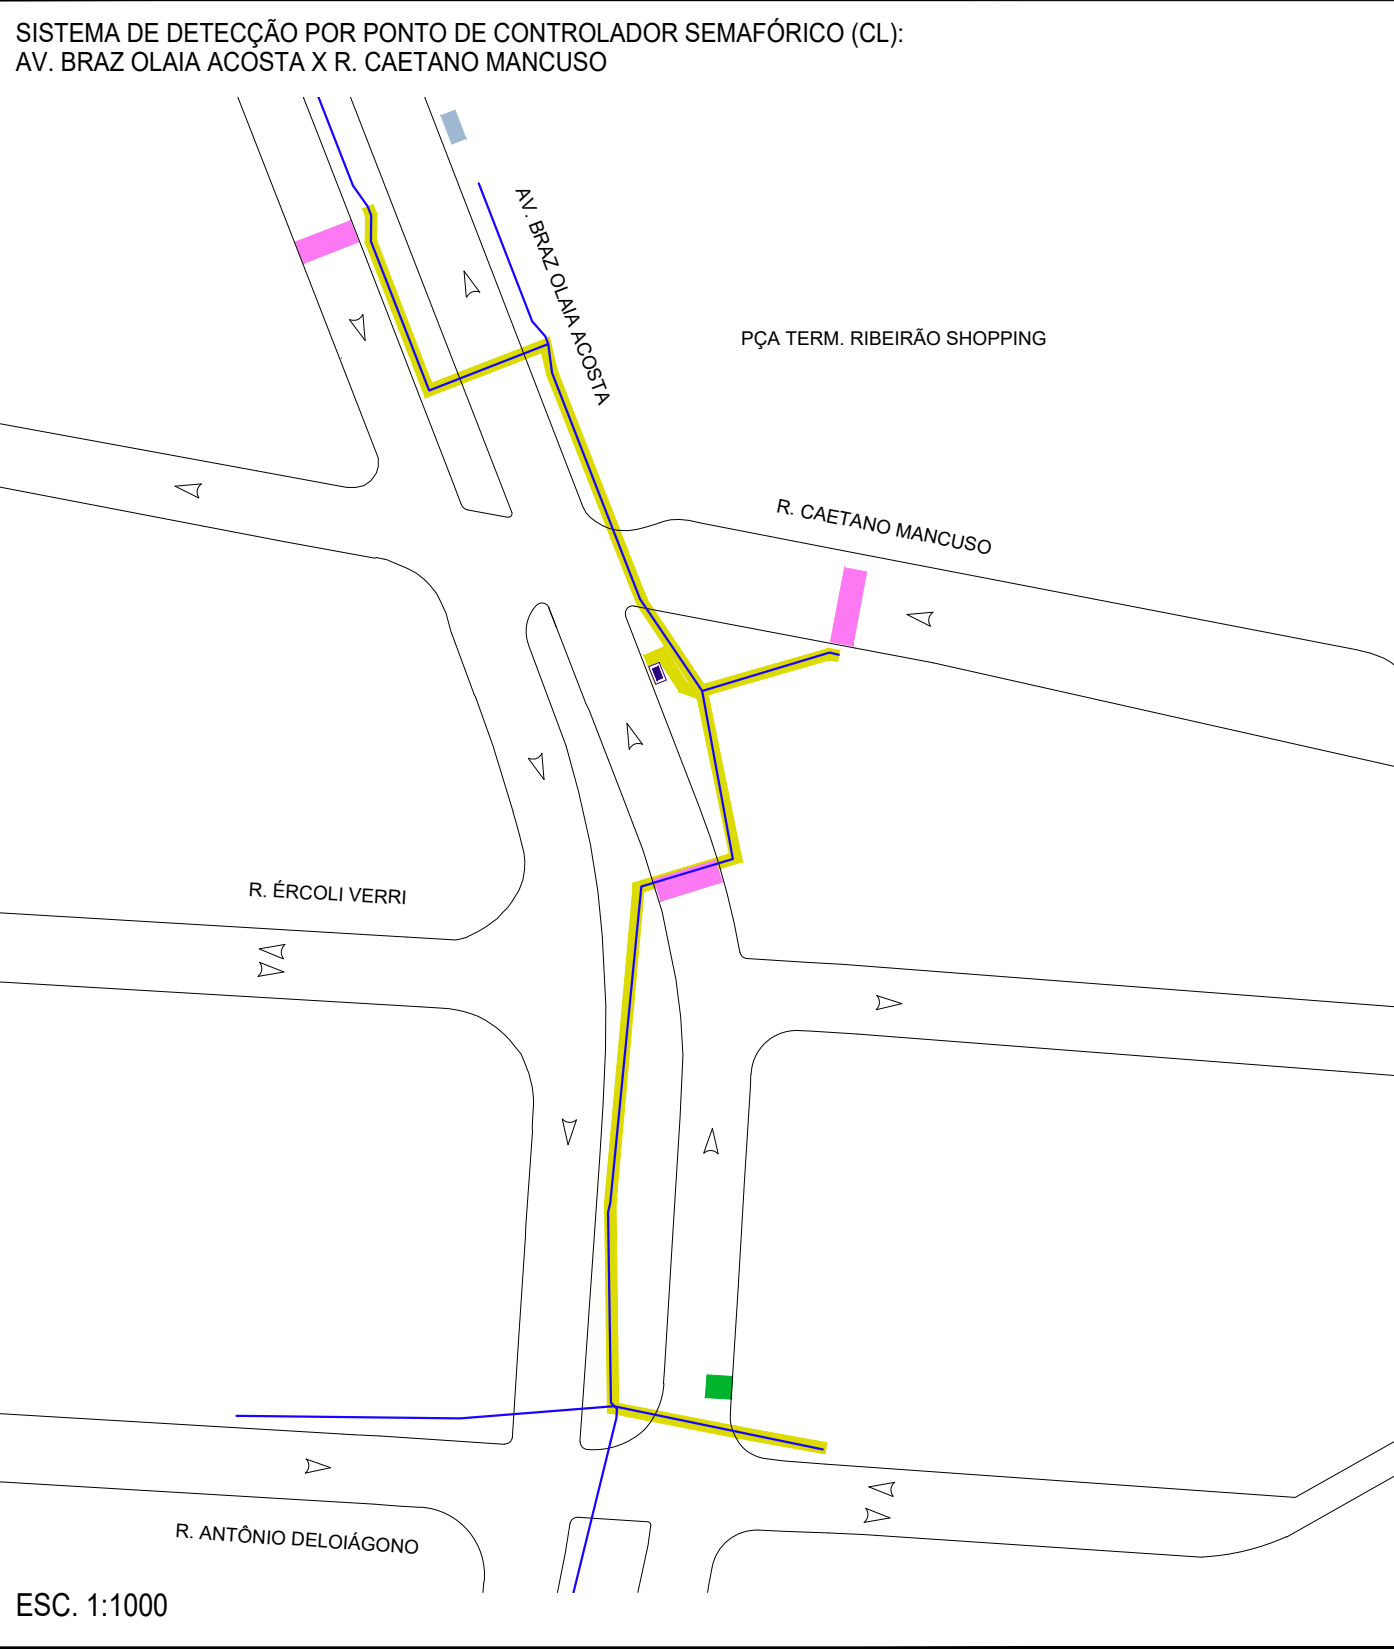 SISTEMA DE DETECÇÃO POR PONTO DE CONTROLADOR SEMAFÓRICO (CL):
AV. BRAZ OLAIA ACOSTA X R. CAETANO MANCUSO
AV. BRAZ OLAIA ACOSTA
PÇA TERM. RIBEIRÃO SHOPPING
R. CAETANO MANCUSO
R. ÉRCOLI VERRI
R. ANTÔNIO DELOIÁGONO
ESC. 1:1000